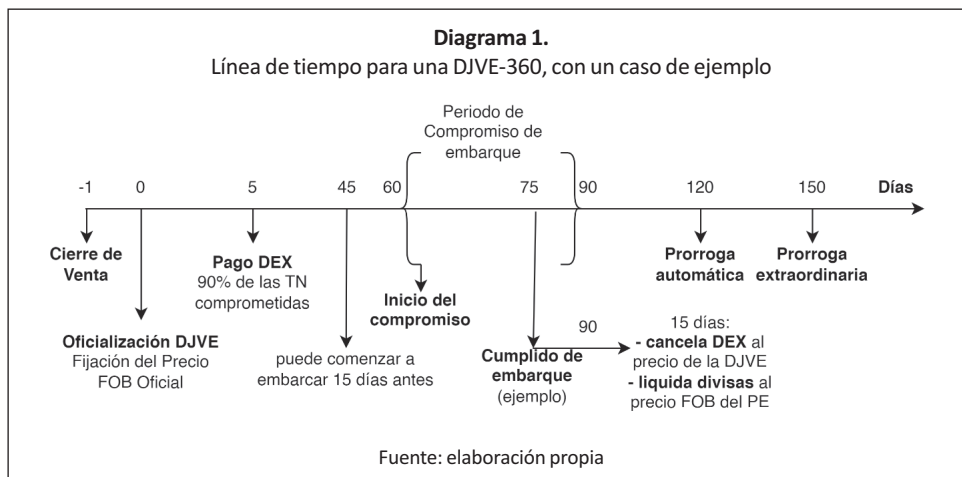 Diagrama 1.
Línea de tiempo para una DJVE-360, con un caso de ejemplo
Periodo de
Compromiso de
embarque
-1 0 5 45 60 75 90 120 150 Días
Cierre de
Venta
Oficialización DJVE
Fijación del Precio
FOB Oficial
Pago DEX
90% de las TN
comprometidas
puede comenzar a
embarcar 15 días antes
Inicio del
compromiso
Cumplido de
embarque
(ejemplo)
90
15 días:
- cancela DEX al
precio de la DJVE
- liquida divisas al
precio FOB del PE
Prorroga
automática
Prorroga
extraordinaria
Fuente: elaboración propia